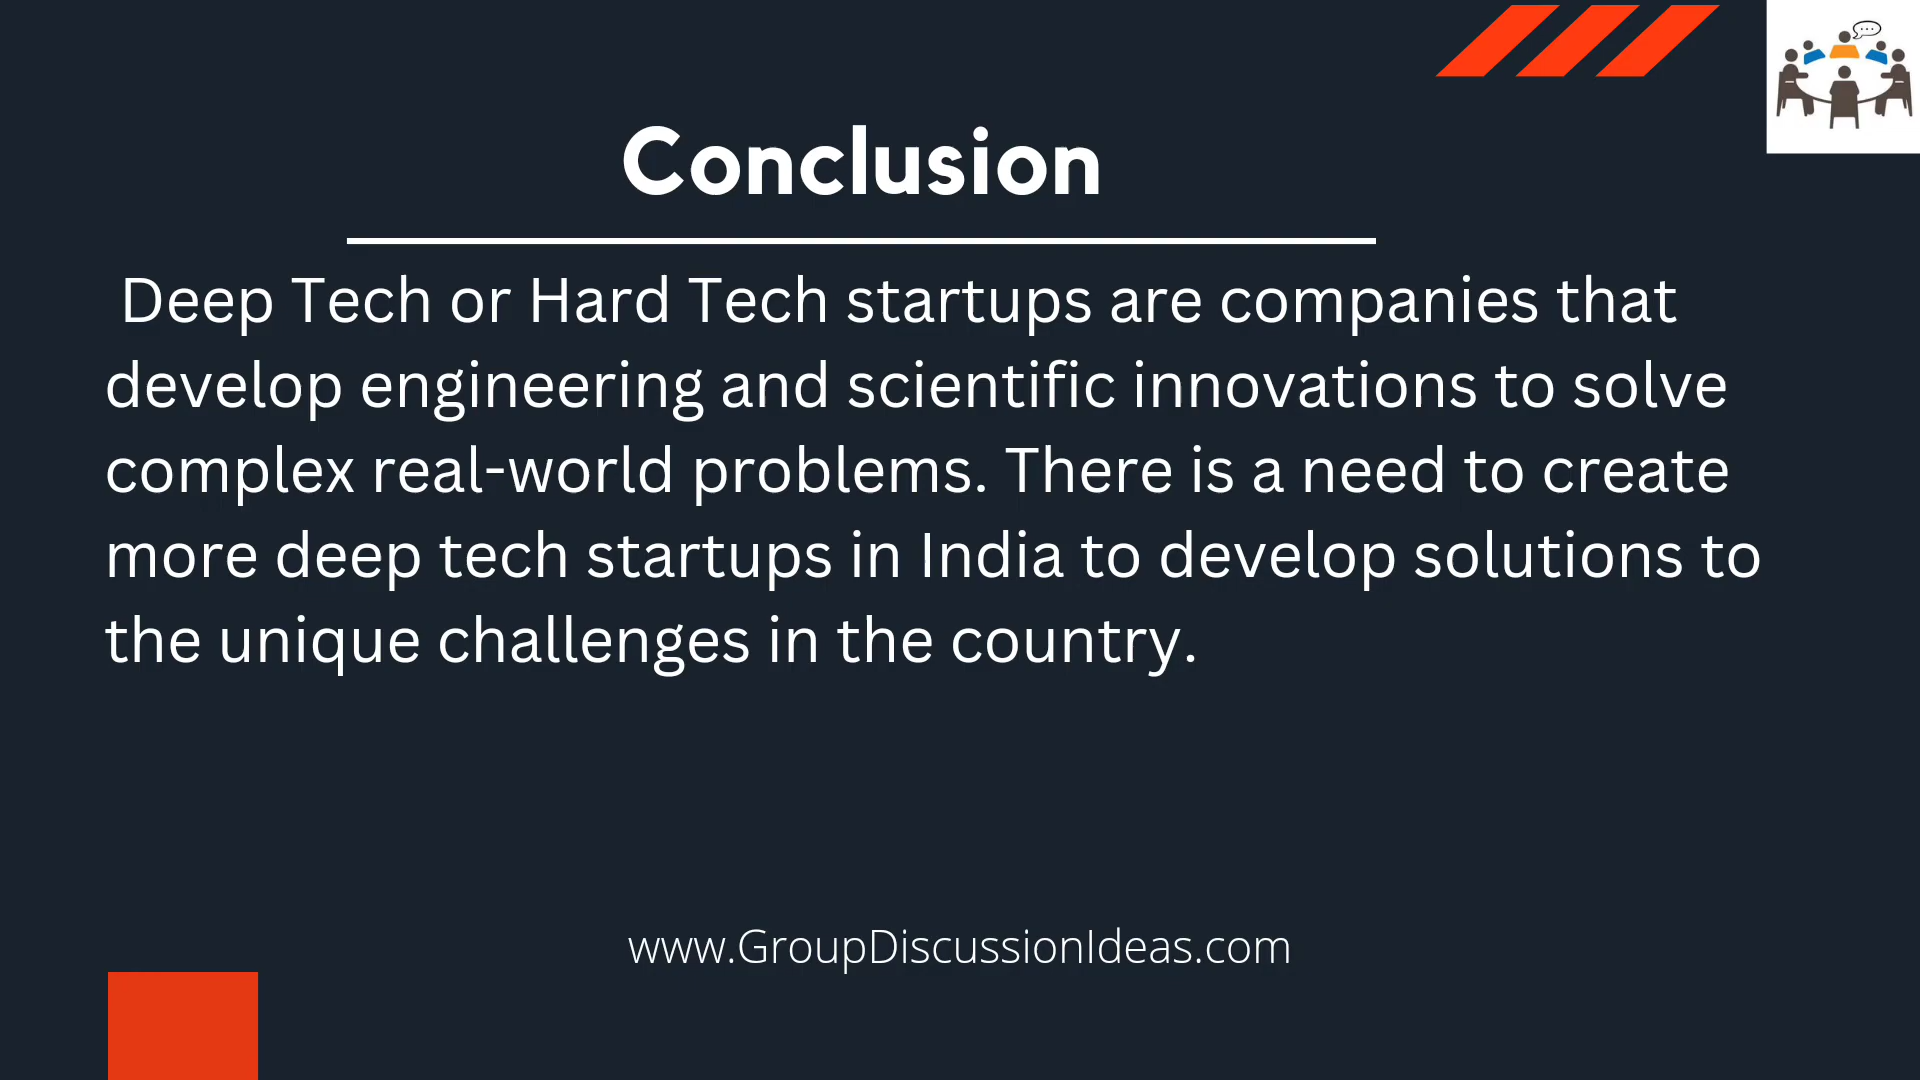 Conclusion
Deep Tech or Hard Tech startups are companies that
develop engineering and scientific innovations to solve
complex real-world problems. There is a need to create
more deep tech startups in India to develop solutions to
the unique challenges in the country.
www.GroupDiscussionIdeas.com